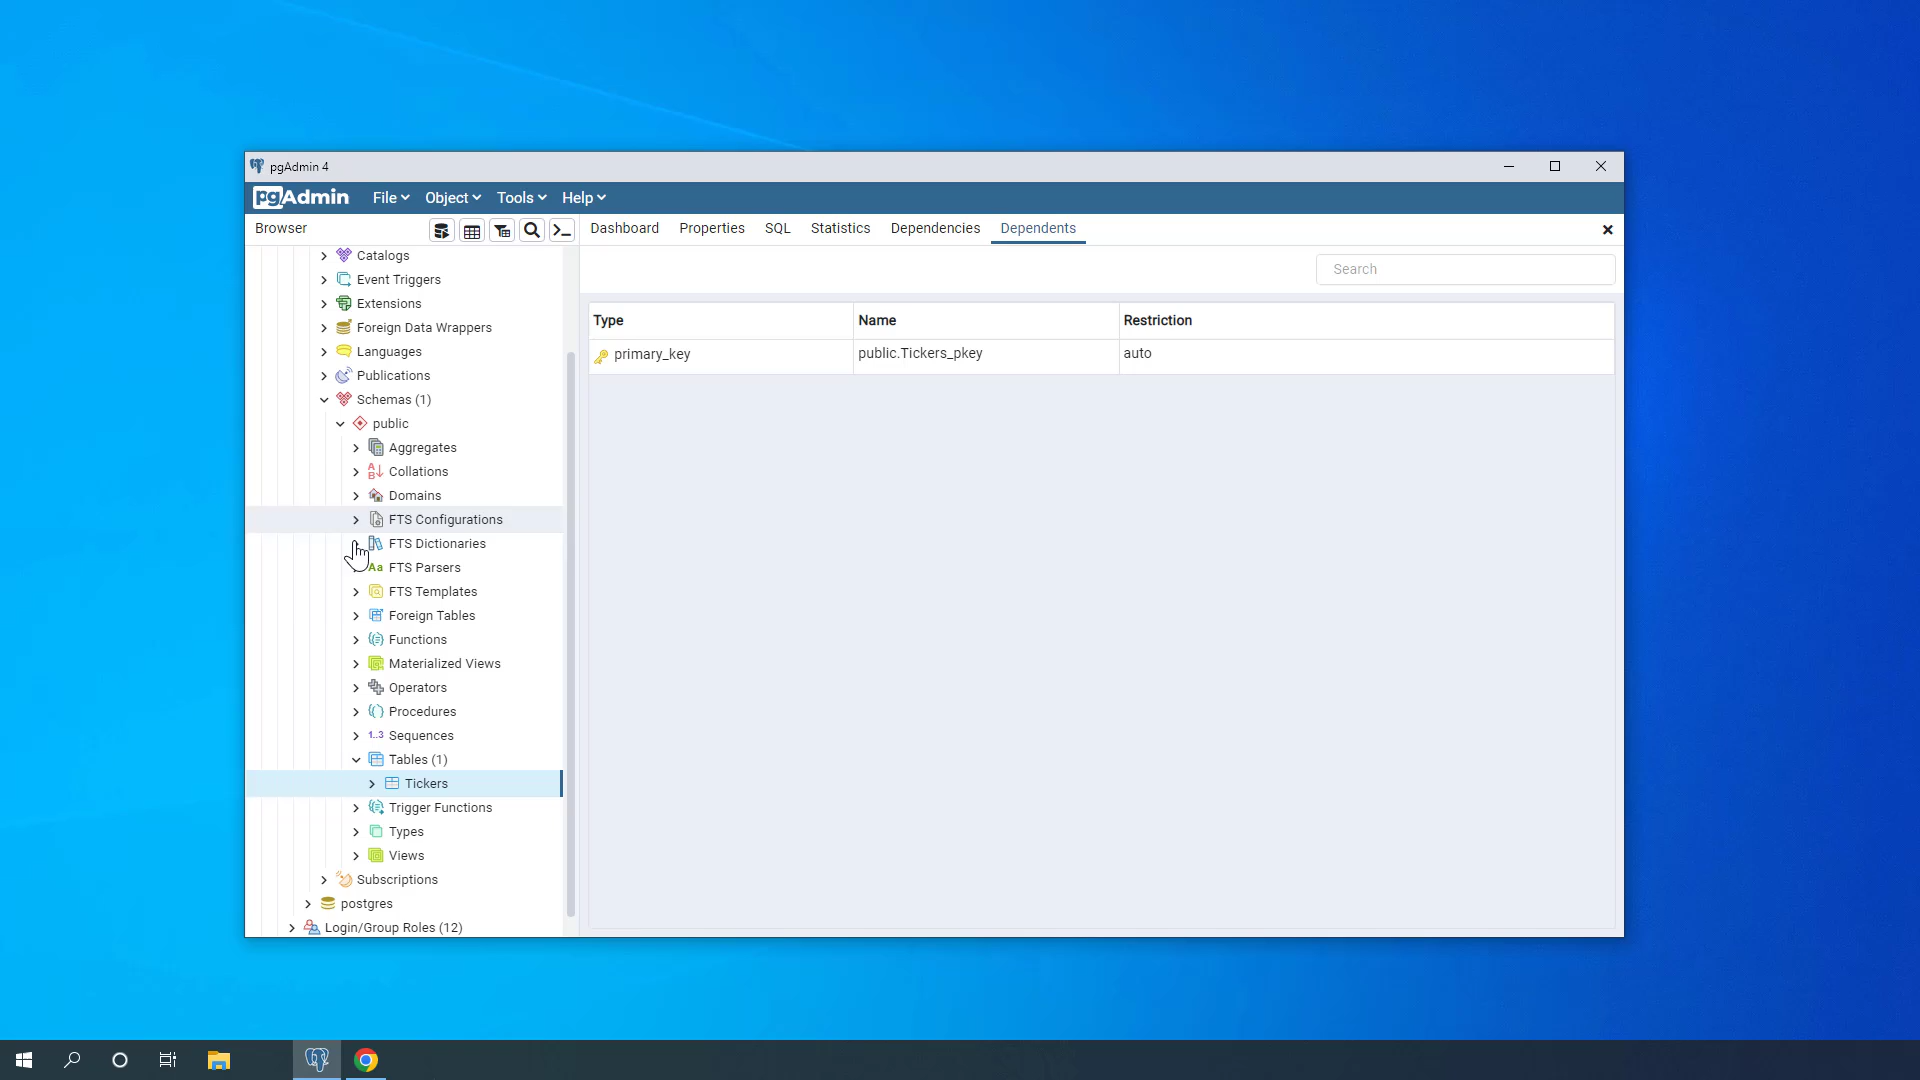 pgAdmin 4
pgAdmin File Object Tools Help
Browser
Dashboard Properties SQL Statistics Dependencies Dependents
Search
Type Name Restriction
primary_key public.Tickers_pkey auto
Catalogs
Event Triggers
Extensions
Foreign Data Wrappers
Languages
Publications
Schemas (1)
public
Aggregates
Collations
Domains
FTS Configurations
FTS Dictionaries
Aa FTS Parsers
FTS Templates
Foreign Tables
Functions
Materialized Views
Operators
Procedures
1..3 Sequences
Tables (1)
Tickers
Trigger Functions
Types
Views
Subscriptions
postgres
Login/Group Roles (12)